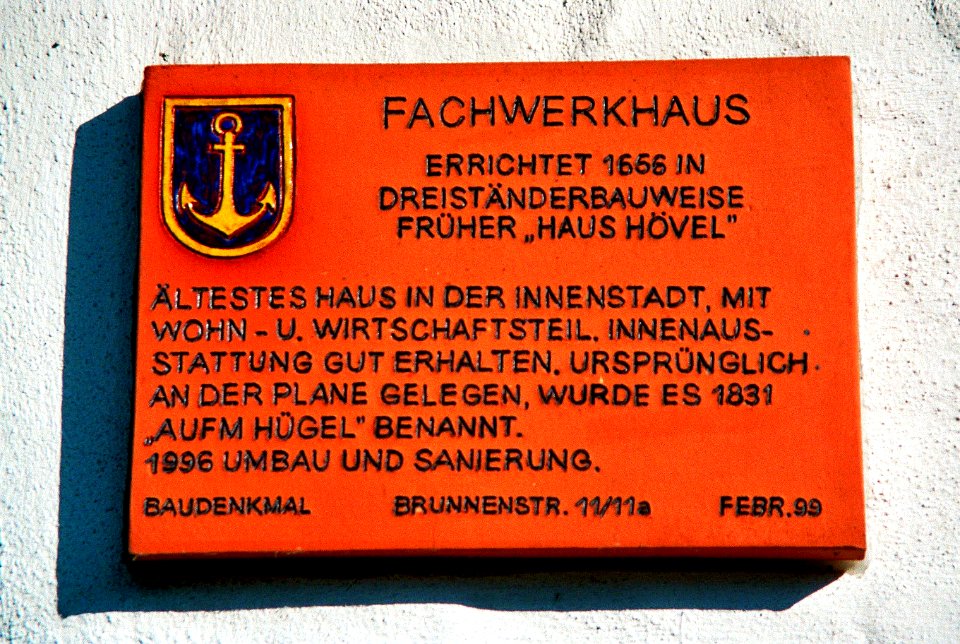 FACHWERKHAUS
ERRICHTET 1666 IN
DREISTÄNDERBAUWEISE
FRÜHER „HAUS HÖVEL"
ÄLTESTES HAUS IN DER INNENSTADT, MIT
WOHN - U. WIRTSCHAFTSTEIL. INNENAUS-
STATTUNG GUT ERHALTEN. URSPRÜNGLICH
AN DER PLANE GELEGEN, WURDE ES 1831
„AUFM HÜGEL" BENANNT.
1996 UMBAU UND SANIERUNG.
BAUDENKMAL BRUNNENSTR. 11/11a FEBR. 99